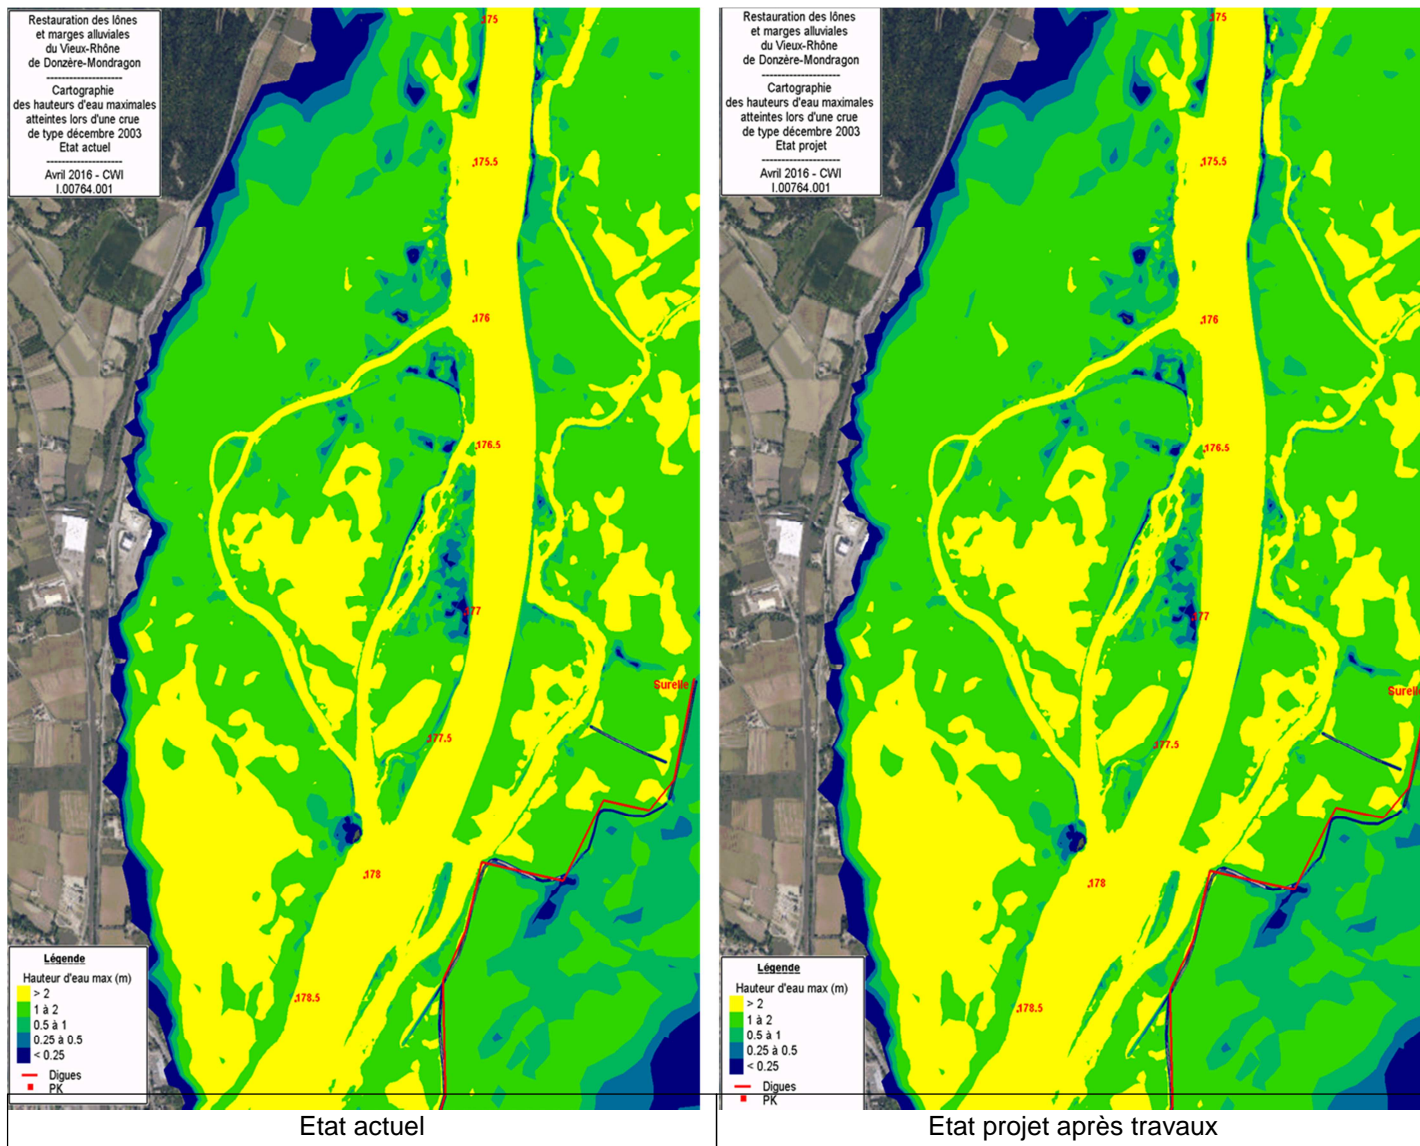 Restauration des lônes
et marges alluviales
du Vieux-Rhône
de Donzère-Mondragon
--------------------
Cartographie
des hauteurs d'eau maximales
atteintes lors d'une crue
de type décembre 2003
Etat actuel
--------------------
Avril 2016 - CWI
I.00764.001
175
175.5
176
176.5
177
Surelle
177.5
178
178.5
Légende
Hauteur d'eau max (m)
> 2
1 à 2
0.5 à 1
0.25 à 0.5
< 0.25
Digues
PK
Etat actuel
Restauration des lônes
et marges alluviales
du Vieux-Rhône
de Donzère-Mondragon
--------------------
Cartographie
des hauteurs d'eau maximales
atteintes lors d'une crue
de type décembre 2003
Etat projet
--------------------
Avril 2016 - CWI
I.00764.001
175
175.5
176
176.5
177
Surelle
177.5
178
178.5
Légende
Hauteur d'eau max (m)
> 2
1 à 2
0.5 à 1
0.25 à 0.5
< 0.25
Digues
PK
Etat projet après travaux